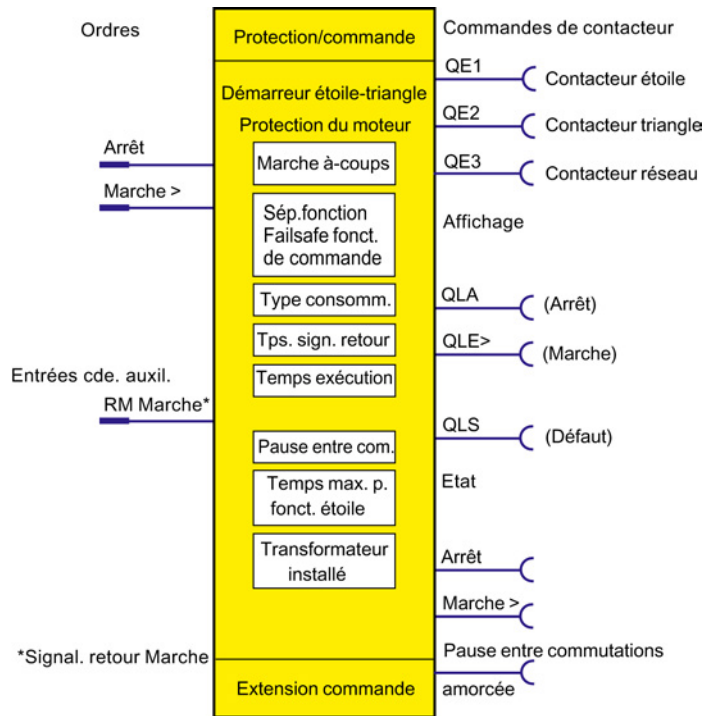 Ordres
Protection/commande
Commandes de contacteur
QE1
Contacteur étoile
Démarreur étoile-triangle
QE2
Protection du moteur
Contacteur triangle
Arrêt
Marche à-coups
QE3
Contacteur réseau
Marche >
Sép.fonction
Failsafe fonct.
de commande
Affichage
Type consomm.
QLA
(Arrêt)
Tps. sign. retour
QLE>
(Marche)
Entrées cde. auxil.
Temps exécution
RM Marche*
QLS
(Défaut)
Pause entre com.
Temps max. p.
fonct. étoile
Etat
Transformateur
installé
Arrêt
Marche >
*Signal. retour Marche
Pause entre commutations
amorcée
Extension commande